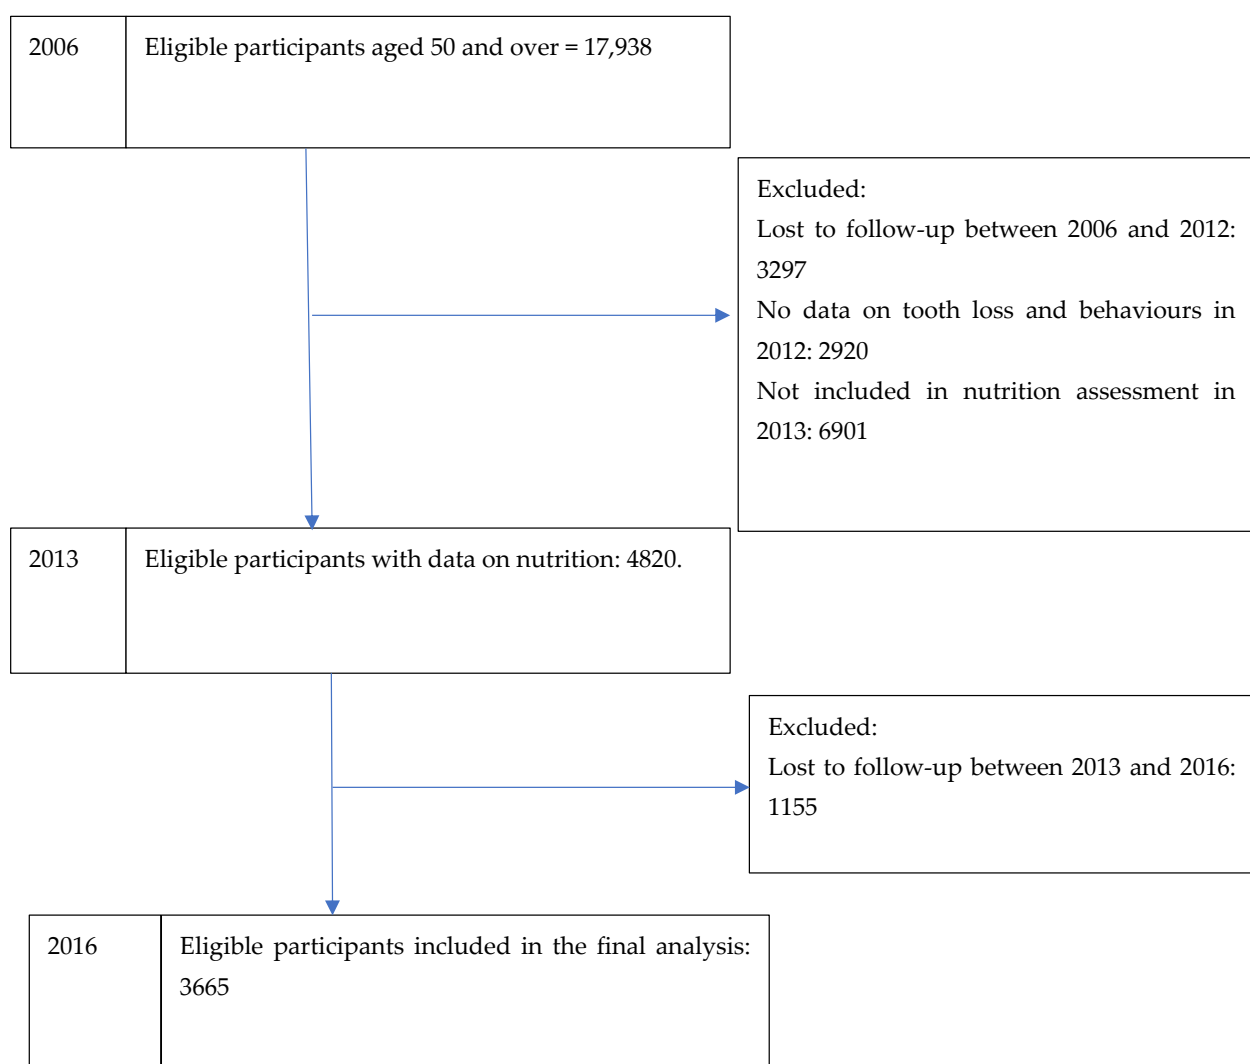 2006
Eligible participants aged 50 and over = 17,938
Excluded:
Lost to follow-up between 2006 and 2012:
3297
No data on tooth loss and behaviours in
2012: 2920
Not included in nutrition assessment in
2013: 6901
2013
Eligible participants with data on nutrition: 4820.
Excluded:
Lost to follow-up between 2013 and 2016:
1155
2016
Eligible participants included in the final analysis:
3665